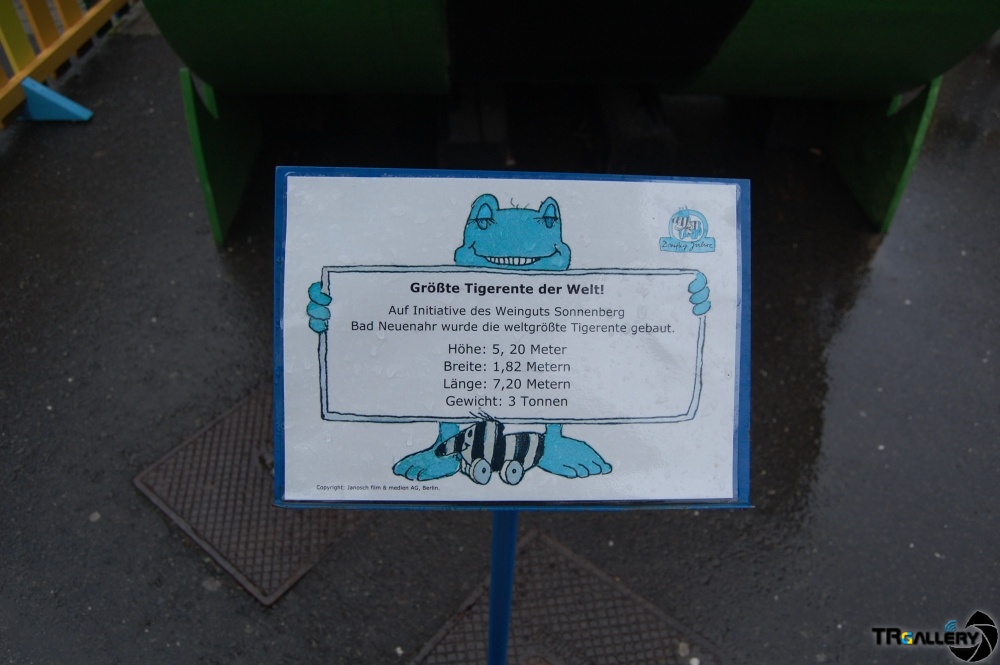 Größte Tigerente der Welt!
Auf Initiative des Weinguts Sonnenberg
Bad Neuenahr wurde die weltgrößte Tigerente gebaut.
Höhe: 5, 20 Meter
Breite: 1,82 Metern
Länge: 7,20 Metern
Gewicht: 3 Tonnen
Copyright: Janosch film & medien AG, Berlin.
TRGALLERY